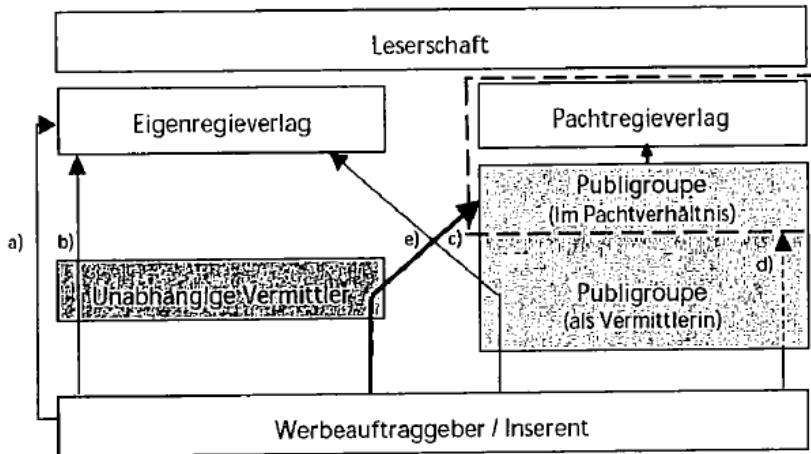 Leserschaft
Eigenregieverlag
Pachtregieverlag
Publigroupe
(im Pachtverhältnis)
a)
b)
e)
c)
d)
Unabhängige Vermittler
Publigroupe
(als Vermittlerin)
Werbeauftraggeber / Inserent